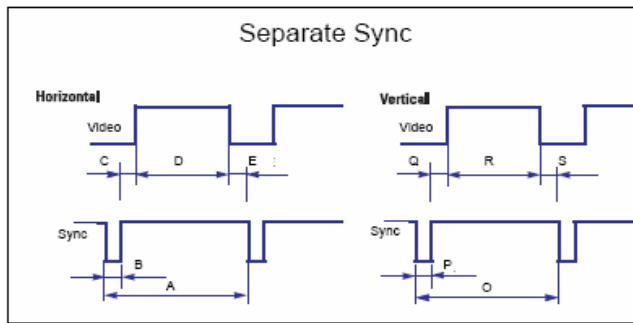 Separate Sync
Horizontal
Vertical
Video
Video
C D E :
Q R S
Sync
Sync
B
P
A
O